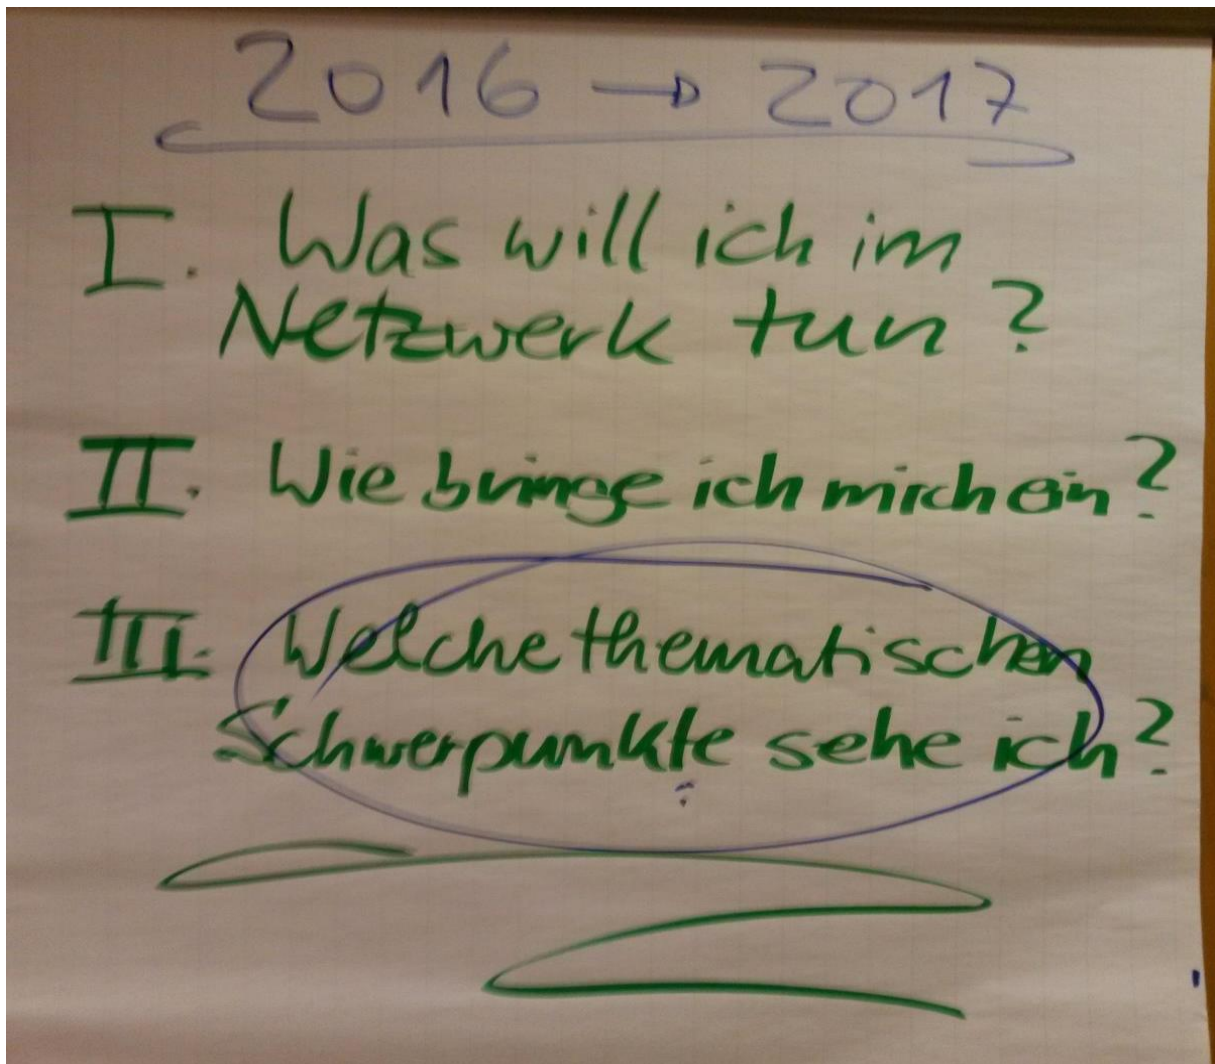 2016 → 2017
I. Was will ich im
Netzwerk tun?
II. Wie bringe ich mich ein?
III. Welche thematischen
Schwerpunkte sehe ich?